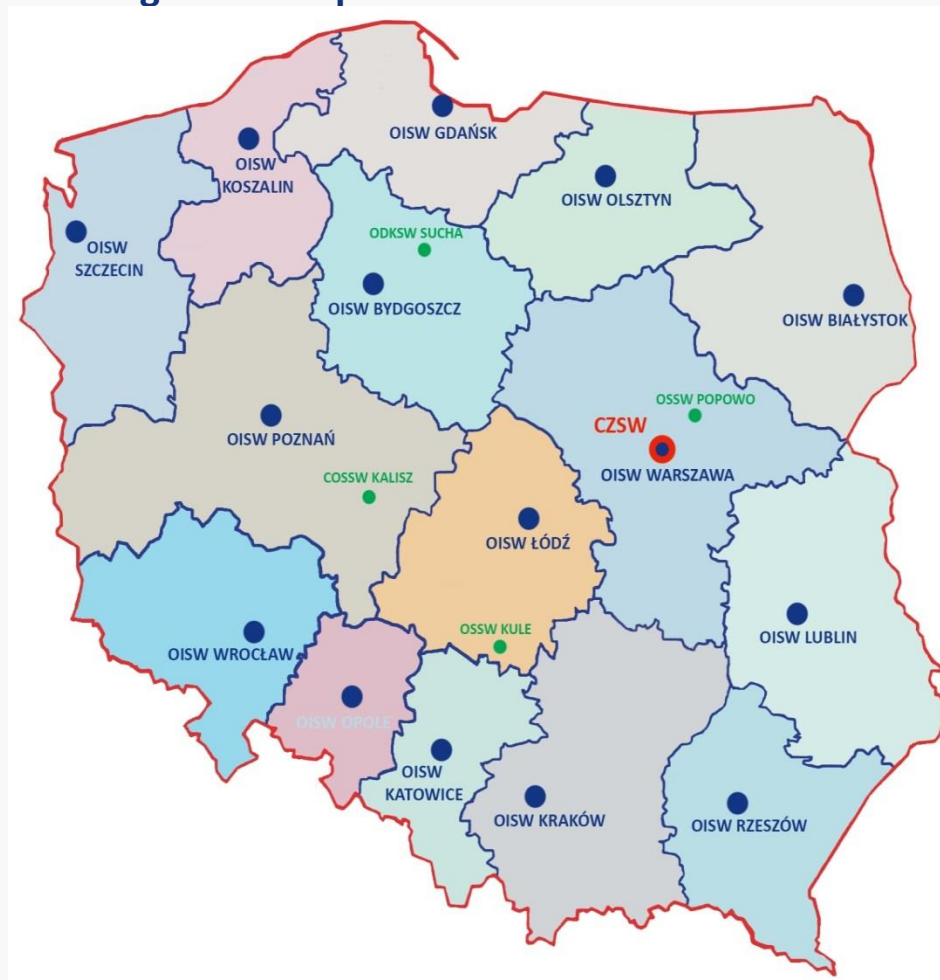 OISW GDAŃSK
OISW
KOSZALIN
OISW OLSZTYN
ODKSW SUCHA
OISW
SZCZECIN
OISW BYDGOSZCZ
OISW BIAŁYSTOK
OSSW POPOWO
CZSW
OISW POZNAŃ
OISW WARSZAWA
COSSW KALISZ
OISW ŁÓDŹ
OSSW KULE
OISW LUBLIN
OISW WROCŁAW
OISW OPOLE
OISW
KATOWICE
OISW KRAKÓW
OISW RZESZÓW